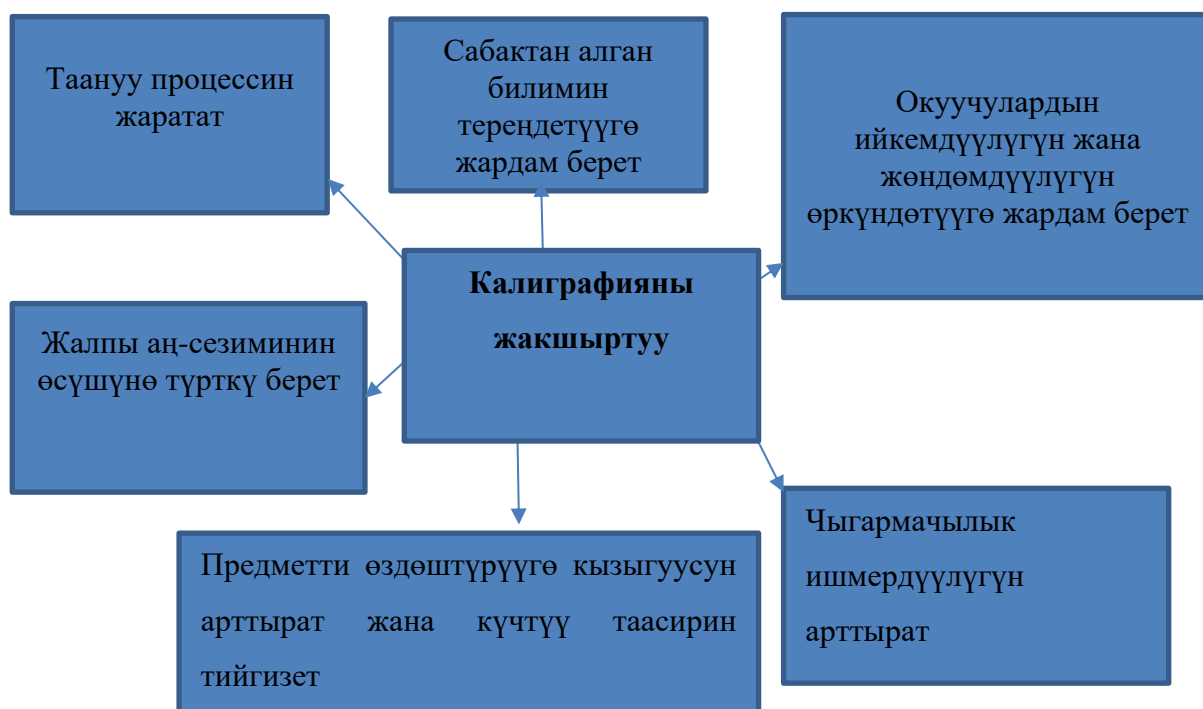 Таануу процессин
жаратат
Сабактан алган
билимин
тереңдетүүгө
жардам берет
Окуучулардын
ийкемдүүлүгүн жана
жөндөмдүүлүгүн
өркүндөтүүгө жардам берет
Калиграфияны
жакшыртуу
Жалпы аң-сезиминин
өсүшүнө түрткү берет
Предметти өздөштүрүүгө кызыгуусун
арттырат жана күчтүү таасирин
тийгизет
Чыгармачылык
ишмердүүлүгүн
арттырат